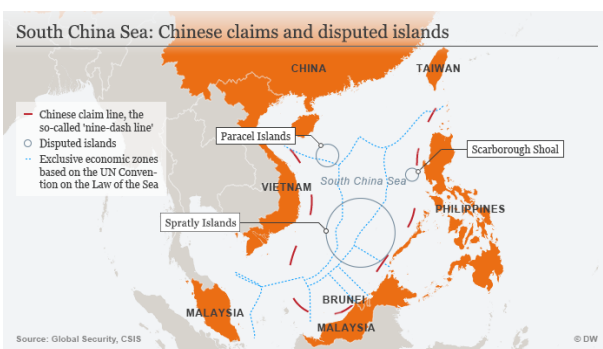 South China Sea: Chinese claims and disputed islands
CHINA
TAIWAN
Chinese claim line, the
so-called 'nine-dash line'
Disputed islands
Exclusive economic zones
based on the UN Conven-
tion on the Law of the Sea
Paracel Islands
Scarborough Shoal
VIETNAM
South China Sea
PHILIPPINES
Spratly Islands
BRUNEI
MALAYSIA
MALAYSIA
Source: Global Security, CSIS
© DW